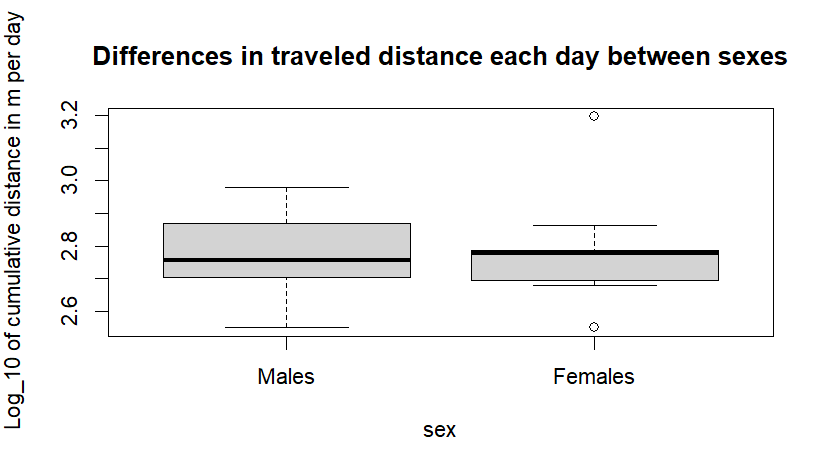 Differences in traveled distance each day between sexes
Log_10 of cumulative distance in m per day
3.2
3.0
2.8
2.6
Males Females
sex